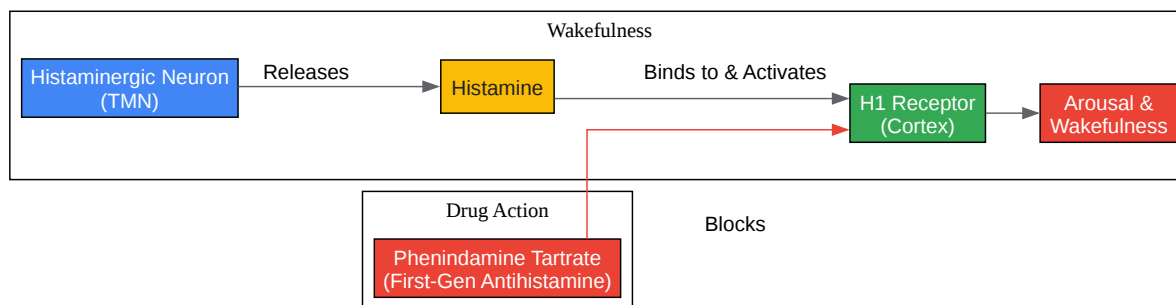 Wakefulness
Histaminergic Neuron
(TMN)
Releases
Histamine
Binds to & Activates
H1 Receptor
(Cortex)
Arousal &
Wakefulness
Drug Action
Blocks
Phenindamine Tartrate
(First-Gen Antihistamine)